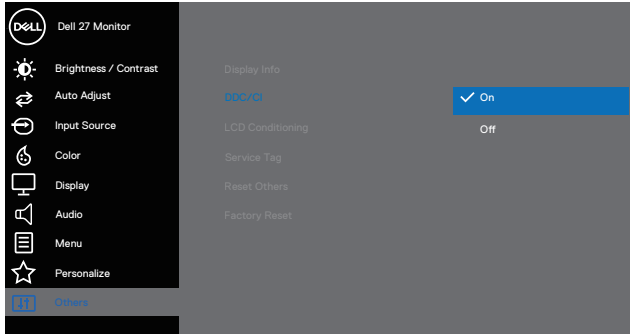 DELL
Dell 27 Monitor
Brightness / Contrast
Auto Adjust
Input Source
Color
Display
Audio
Menu
Personalize
Others
Display Info
DDC/CI
LCD Conditioning
Service Tag
Reset Others
Factory Reset
On
Off